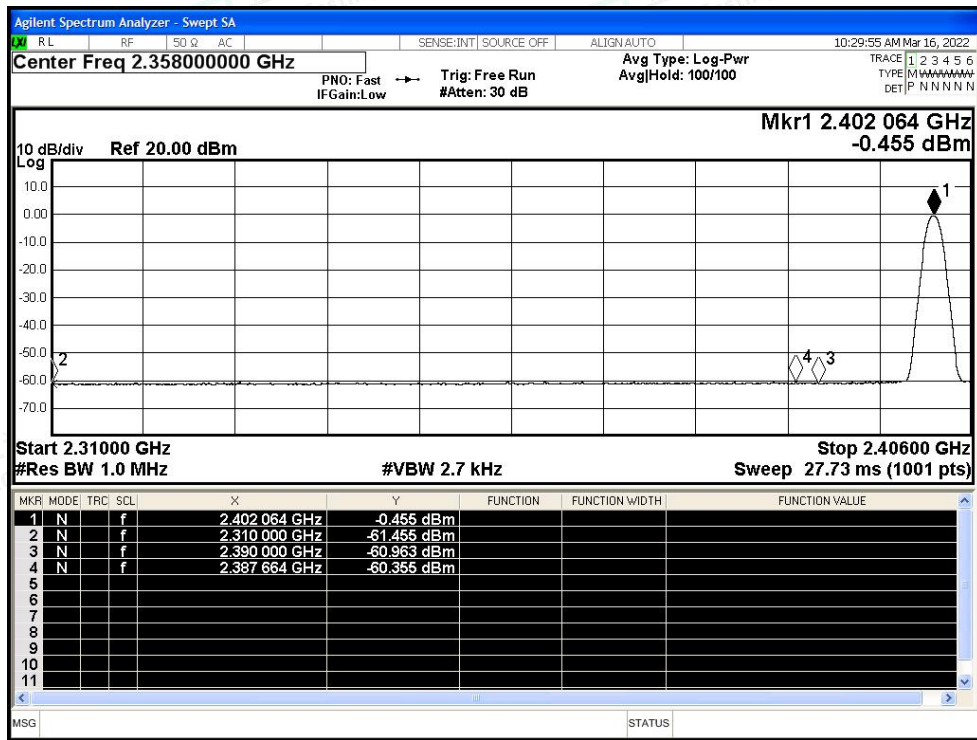 Agilent Spectrum Analyzer - Swept SA
LXI RL RF 50 Ω AC SENSE:INT SOURCE OFF ALIGNAUTO 10:29:55 AM Mar 16, 2022
Center Freq 2.358000000 GHz
PNO: Fast
IFGain:Low
Trig: Free Run
#Atten: 30 dB
Avg Type: Log-Pwr
Avg|Hold: 100/100
TRACE 1 2 3 4 5 6
TYPE M WWWWW
DET P N N N N N
Mkr1 2.402 064 GHz
-0.455 dBm
10 dB/div Ref 20.00 dBm
Log
10.0
0.00
-10.0
-20.0
-30.0
-40.0
-50.0
-60.0
-70.0
1
2
4
3
Start 2.31000 GHz Stop 2.40600 GHz
#Res BW 1.0 MHz #VBW 2.7 kHz Sweep 27.73 ms (1001 pts)
MKR MODE TRC SCL X Y FUNCTION FUNCTION WIDTH FUNCTION VALUE
1 N f 2.402 064 GHz -0.455 dBm
2 N f 2.310 000 GHz -61.455 dBm
3 N f 2.390 000 GHz -60.963 dBm
4 N f 2.387 664 GHz -60.355 dBm
5
6
7
8
9
10
11
MSG STATUS